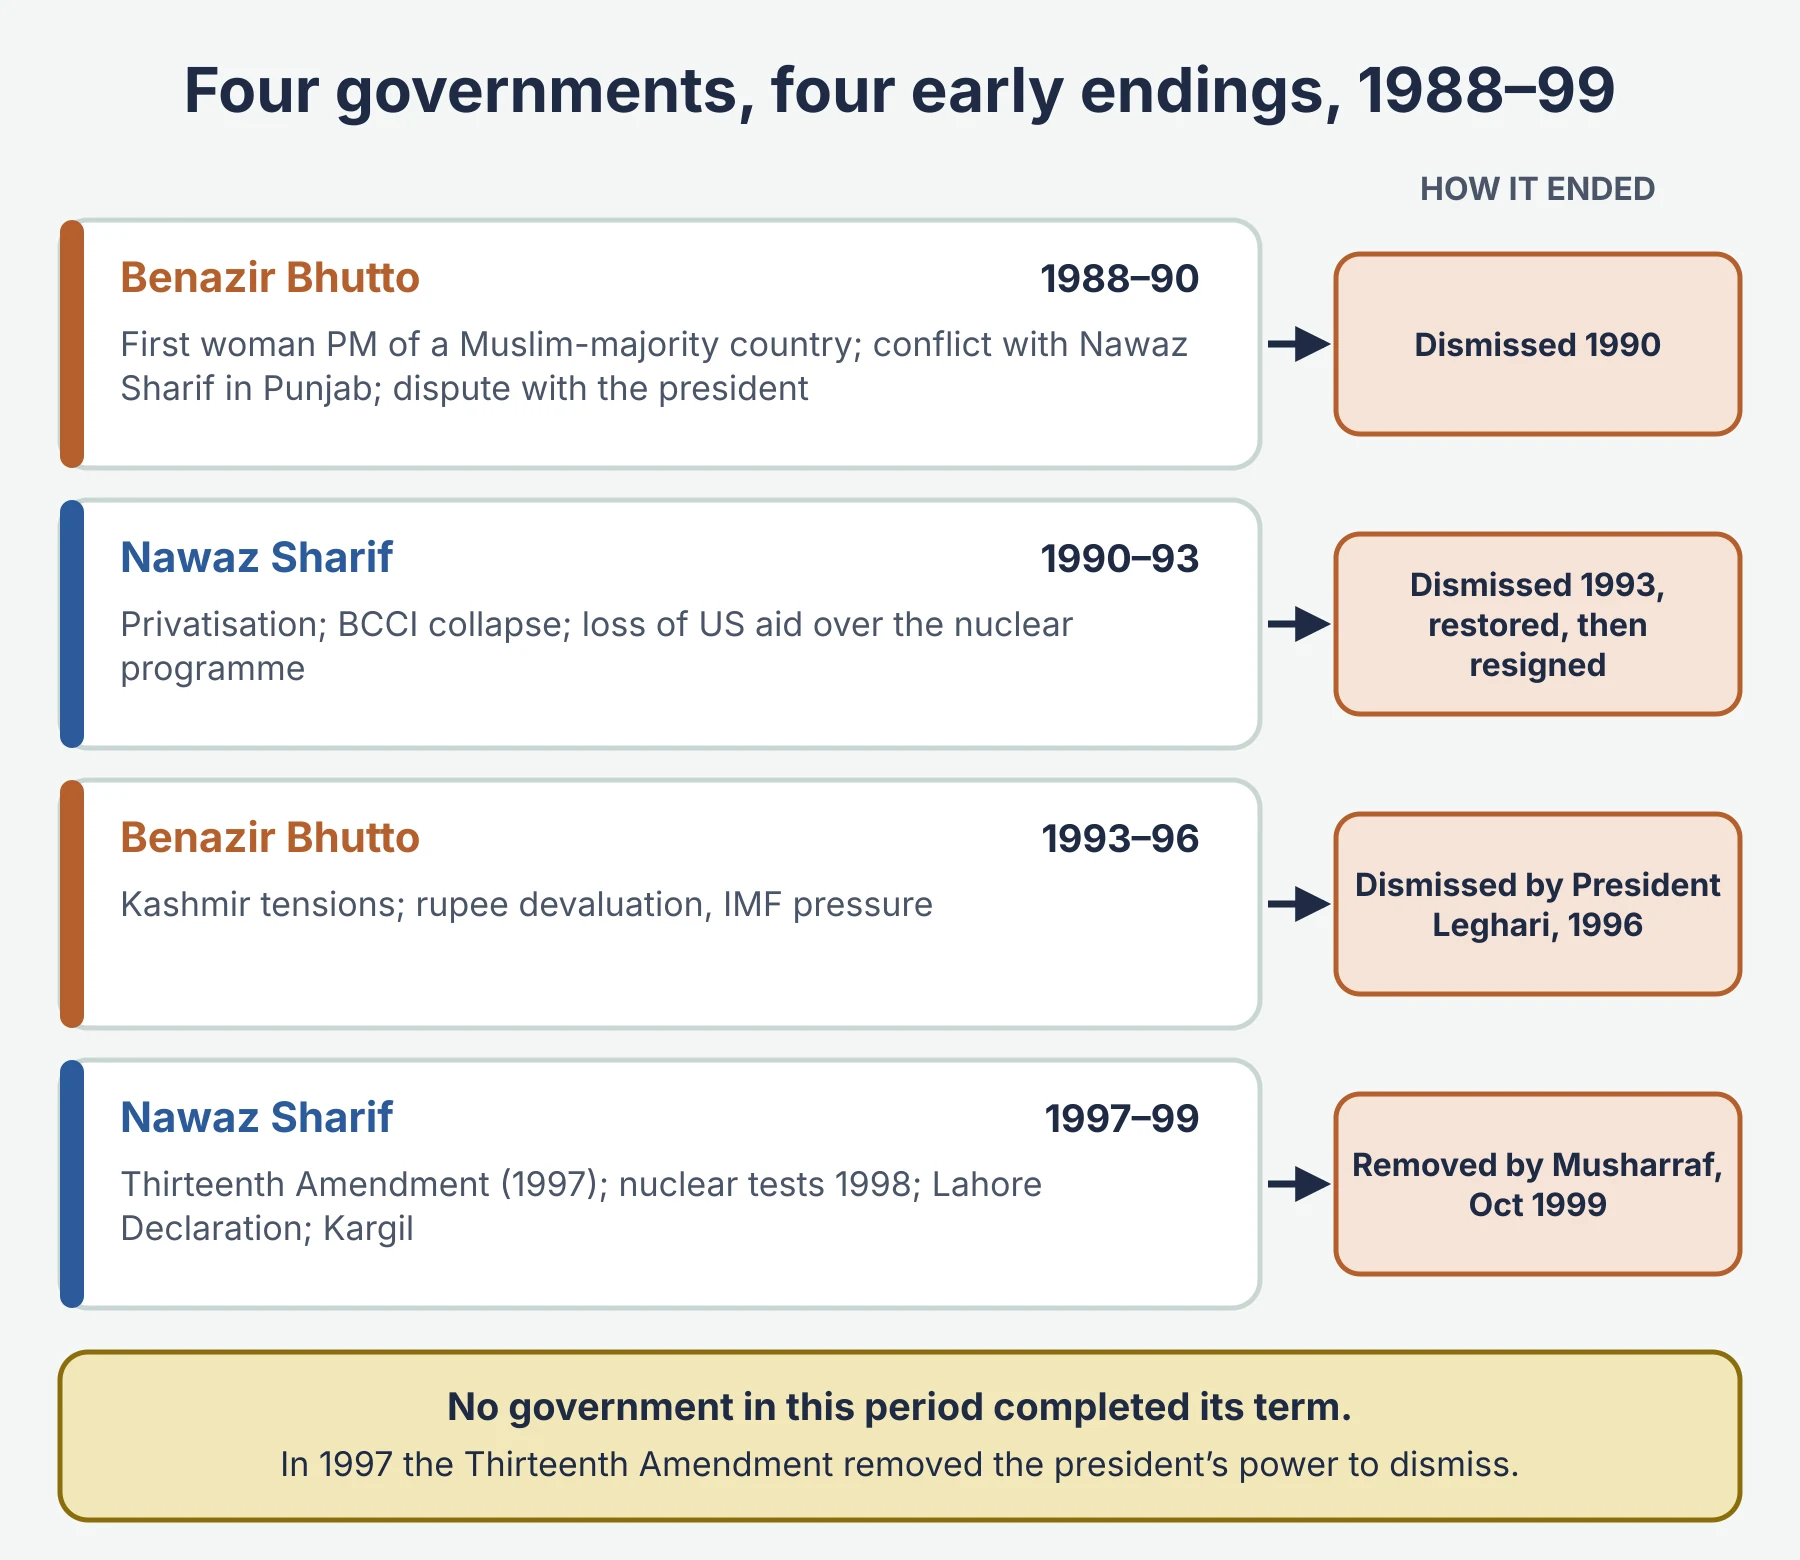 Four governments, four early endings, 1988–99
HOW IT ENDED
Benazir Bhutto 1988–90
First woman PM of a Muslim-majority country; conflict with Nawaz
Sharif in Punjab; dispute with the president
Dismissed 1990
Nawaz Sharif 1990–93
Privatisation; BCCI collapse; loss of US aid over the nuclear
programme
Dismissed 1993,
restored, then
resigned
Benazir Bhutto 1993–96
Kashmir tensions; rupee devaluation, IMF pressure
Dismissed by President
Leghari, 1996
Nawaz Sharif 1997–99
Thirteenth Amendment (1997); nuclear tests 1998; Lahore
Declaration; Kargil
Removed by Musharraf,
Oct 1999
No government in this period completed its term.
In 1997 the Thirteenth Amendment removed the president’s power to dismiss.